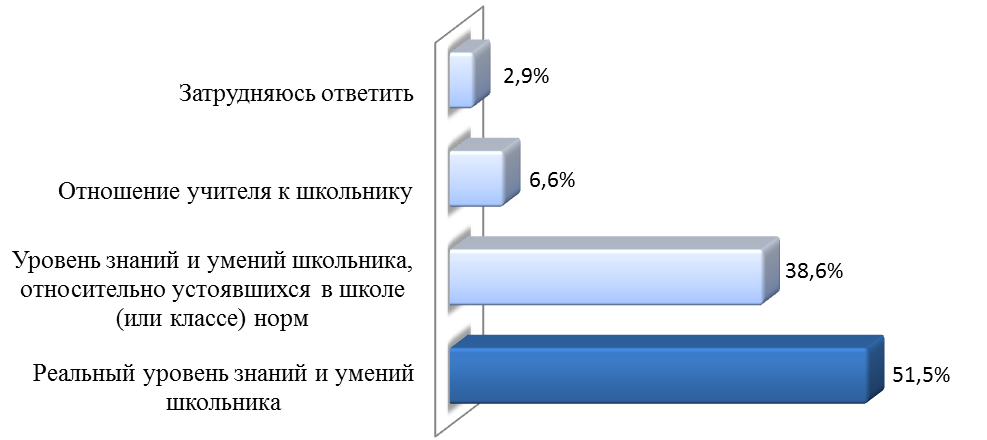 Затрудняюсь ответить
2,9%
Отношение учителя к школьнику
6,6%
Уровень знаний и умений школьника,
относительно устоявшихся в школе
(или классе) норм
38,6%
Реальный уровень знаний и умений
школьника
51,5%